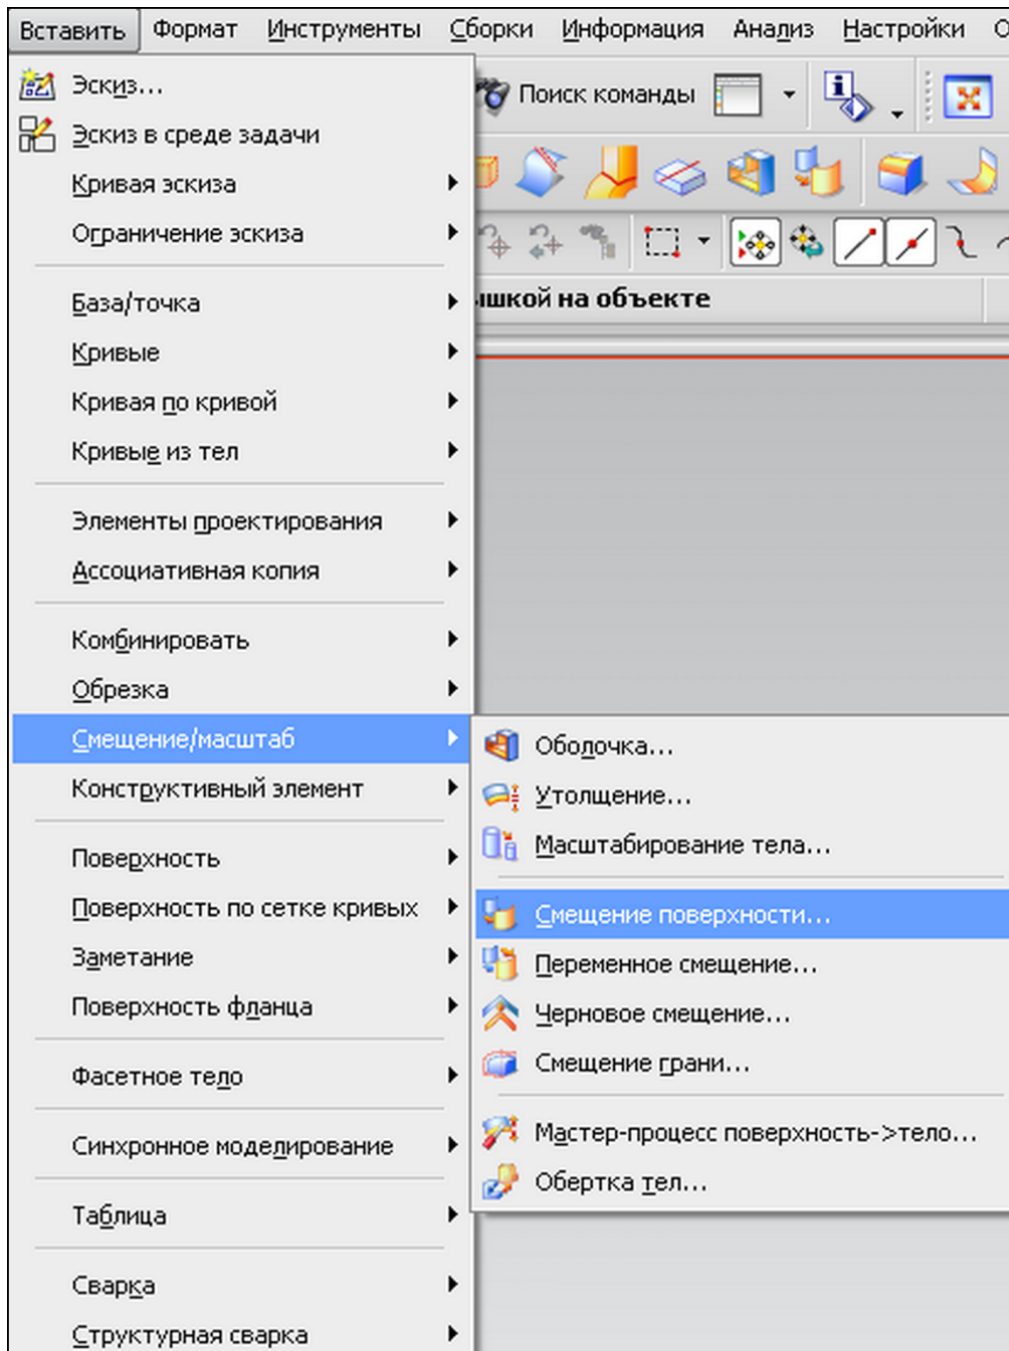 Вставить Формат Инструменты Сборки Информация Анализ Настройки
Эскиз...
Поиск команды
Эскиз в среде задачи
Кривая эскиза
Ограничение эскиза
База/точка
ышкой на объекте
Кривые
Кривая по кривой
Кривые из тел
Элементы проектирования
Ассоциативная копия
Комбинировать
Обрезка
Смещение/масштаб
Конструктивный элемент
Поверхность
Поверхность по сетке кривых
Заметание
Поверхность фланца
Фасетное тело
Синхронное моделирование
Таблица
Сварка
Структурная сварка
Оболочка...
Утолщение...
Масштабирование тела...
Смещение поверхности...
Переменное смещение...
Черновое смещение...
Смещение грани...
Мастер-процесс поверхность->тело...
Обертка тел...